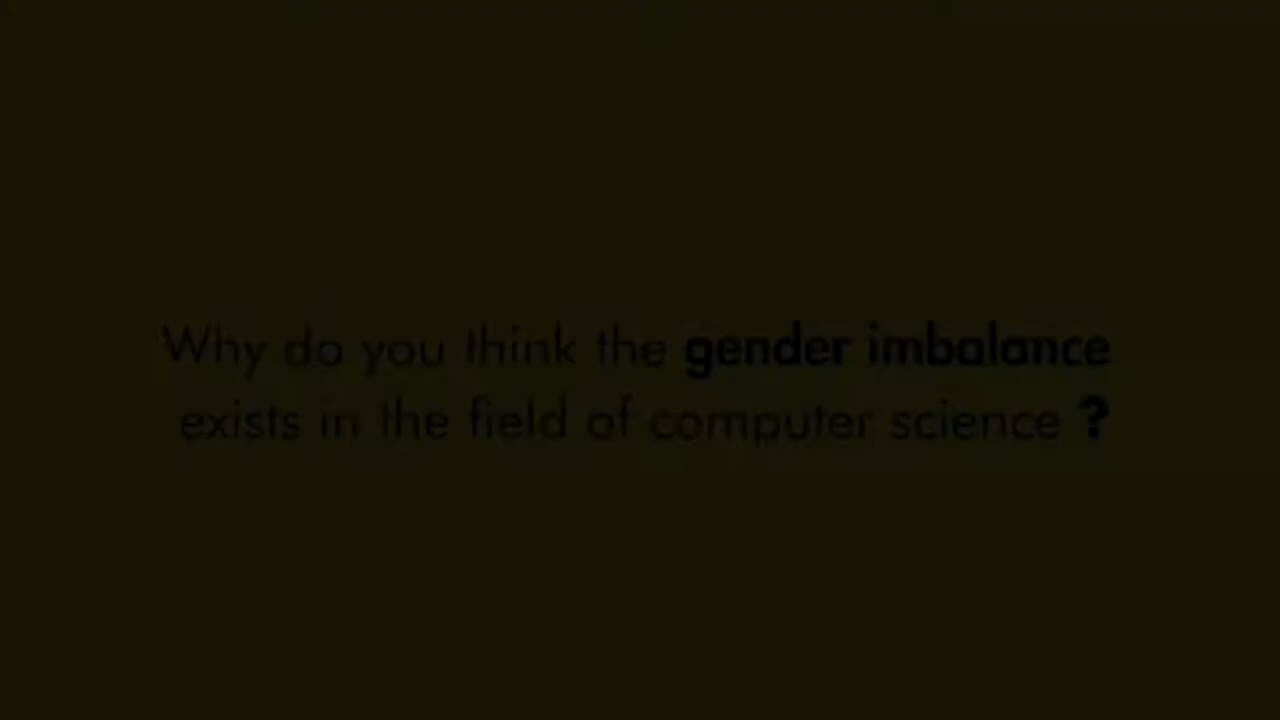 Why do you think the gender imbalance
exists in the field of computer science ?